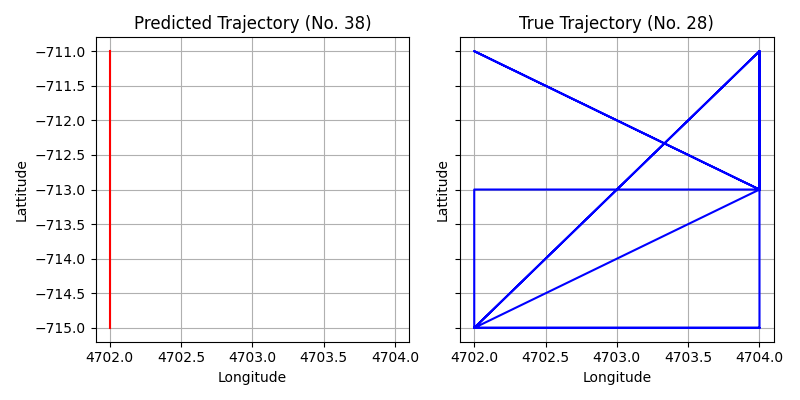 Predicted Trajectory (No. 38)
−711.0
−711.5
−712.0
−712.5
−713.0
−713.5
−714.0
−714.5
−715.0
Lattitude
4702.0 4702.5 4703.0 4703.5 4704.0
Longitude
True Trajectory (No. 28)
Lattitude
4702.0 4702.5 4703.0 4703.5 4704.0
Longitude